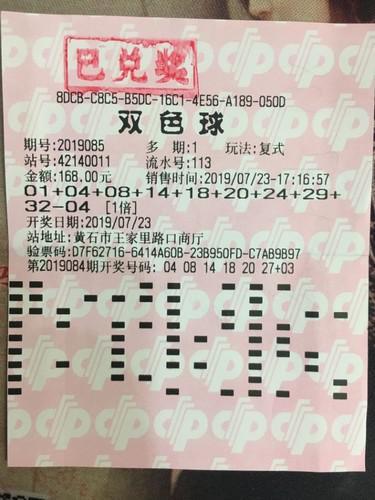 已兑奖
8DCB-C8C5-B5DC-16C1-4E56-A189-050D
双色球
期号:2019085 多 期:1 玩法:复式
站号:42140011 流水号:113
金额:168.00元 销售时间:2019/07/23-17:16:57
01+04+08+14+18+20+24+29+
32-04 [1倍]
开奖日期:2019/07/23
站地址:黄石市王家里路口商厅
验票码:D7F62716-6414A60B-23B950FD-C7AB9B97
第2019084期开奖号码: 04 08 14 18 20 27+03